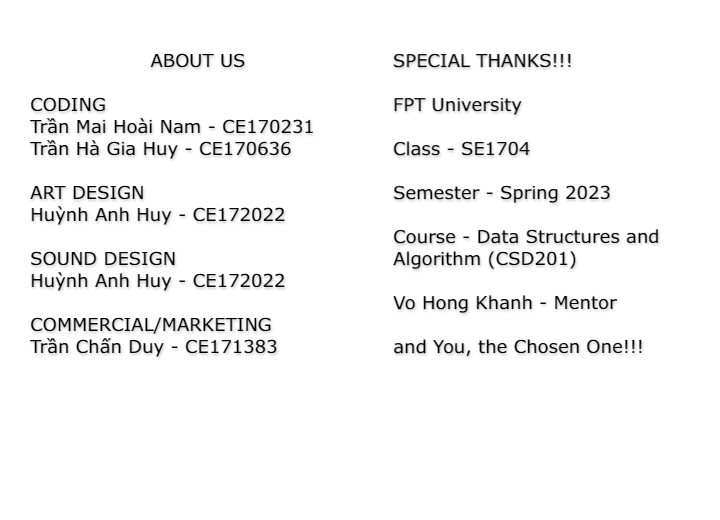 ABOUT US
CODING
Trần Mai Hoài Nam - CE170231
Trần Hà Gia Huy - CE170636
ART DESIGN
Huỳnh Anh Huy - CE172022
SOUND DESIGN
Huỳnh Anh Huy - CE172022
COMMERCIAL/MARKETING
Trần Chấn Duy - CE171383
SPECIAL THANKS!!!
FPT University
Class - SE1704
Semester - Spring 2023
Course - Data Structures and
Algorithm (CSD201)
Vo Hong Khanh - Mentor
and You, the Chosen One!!!